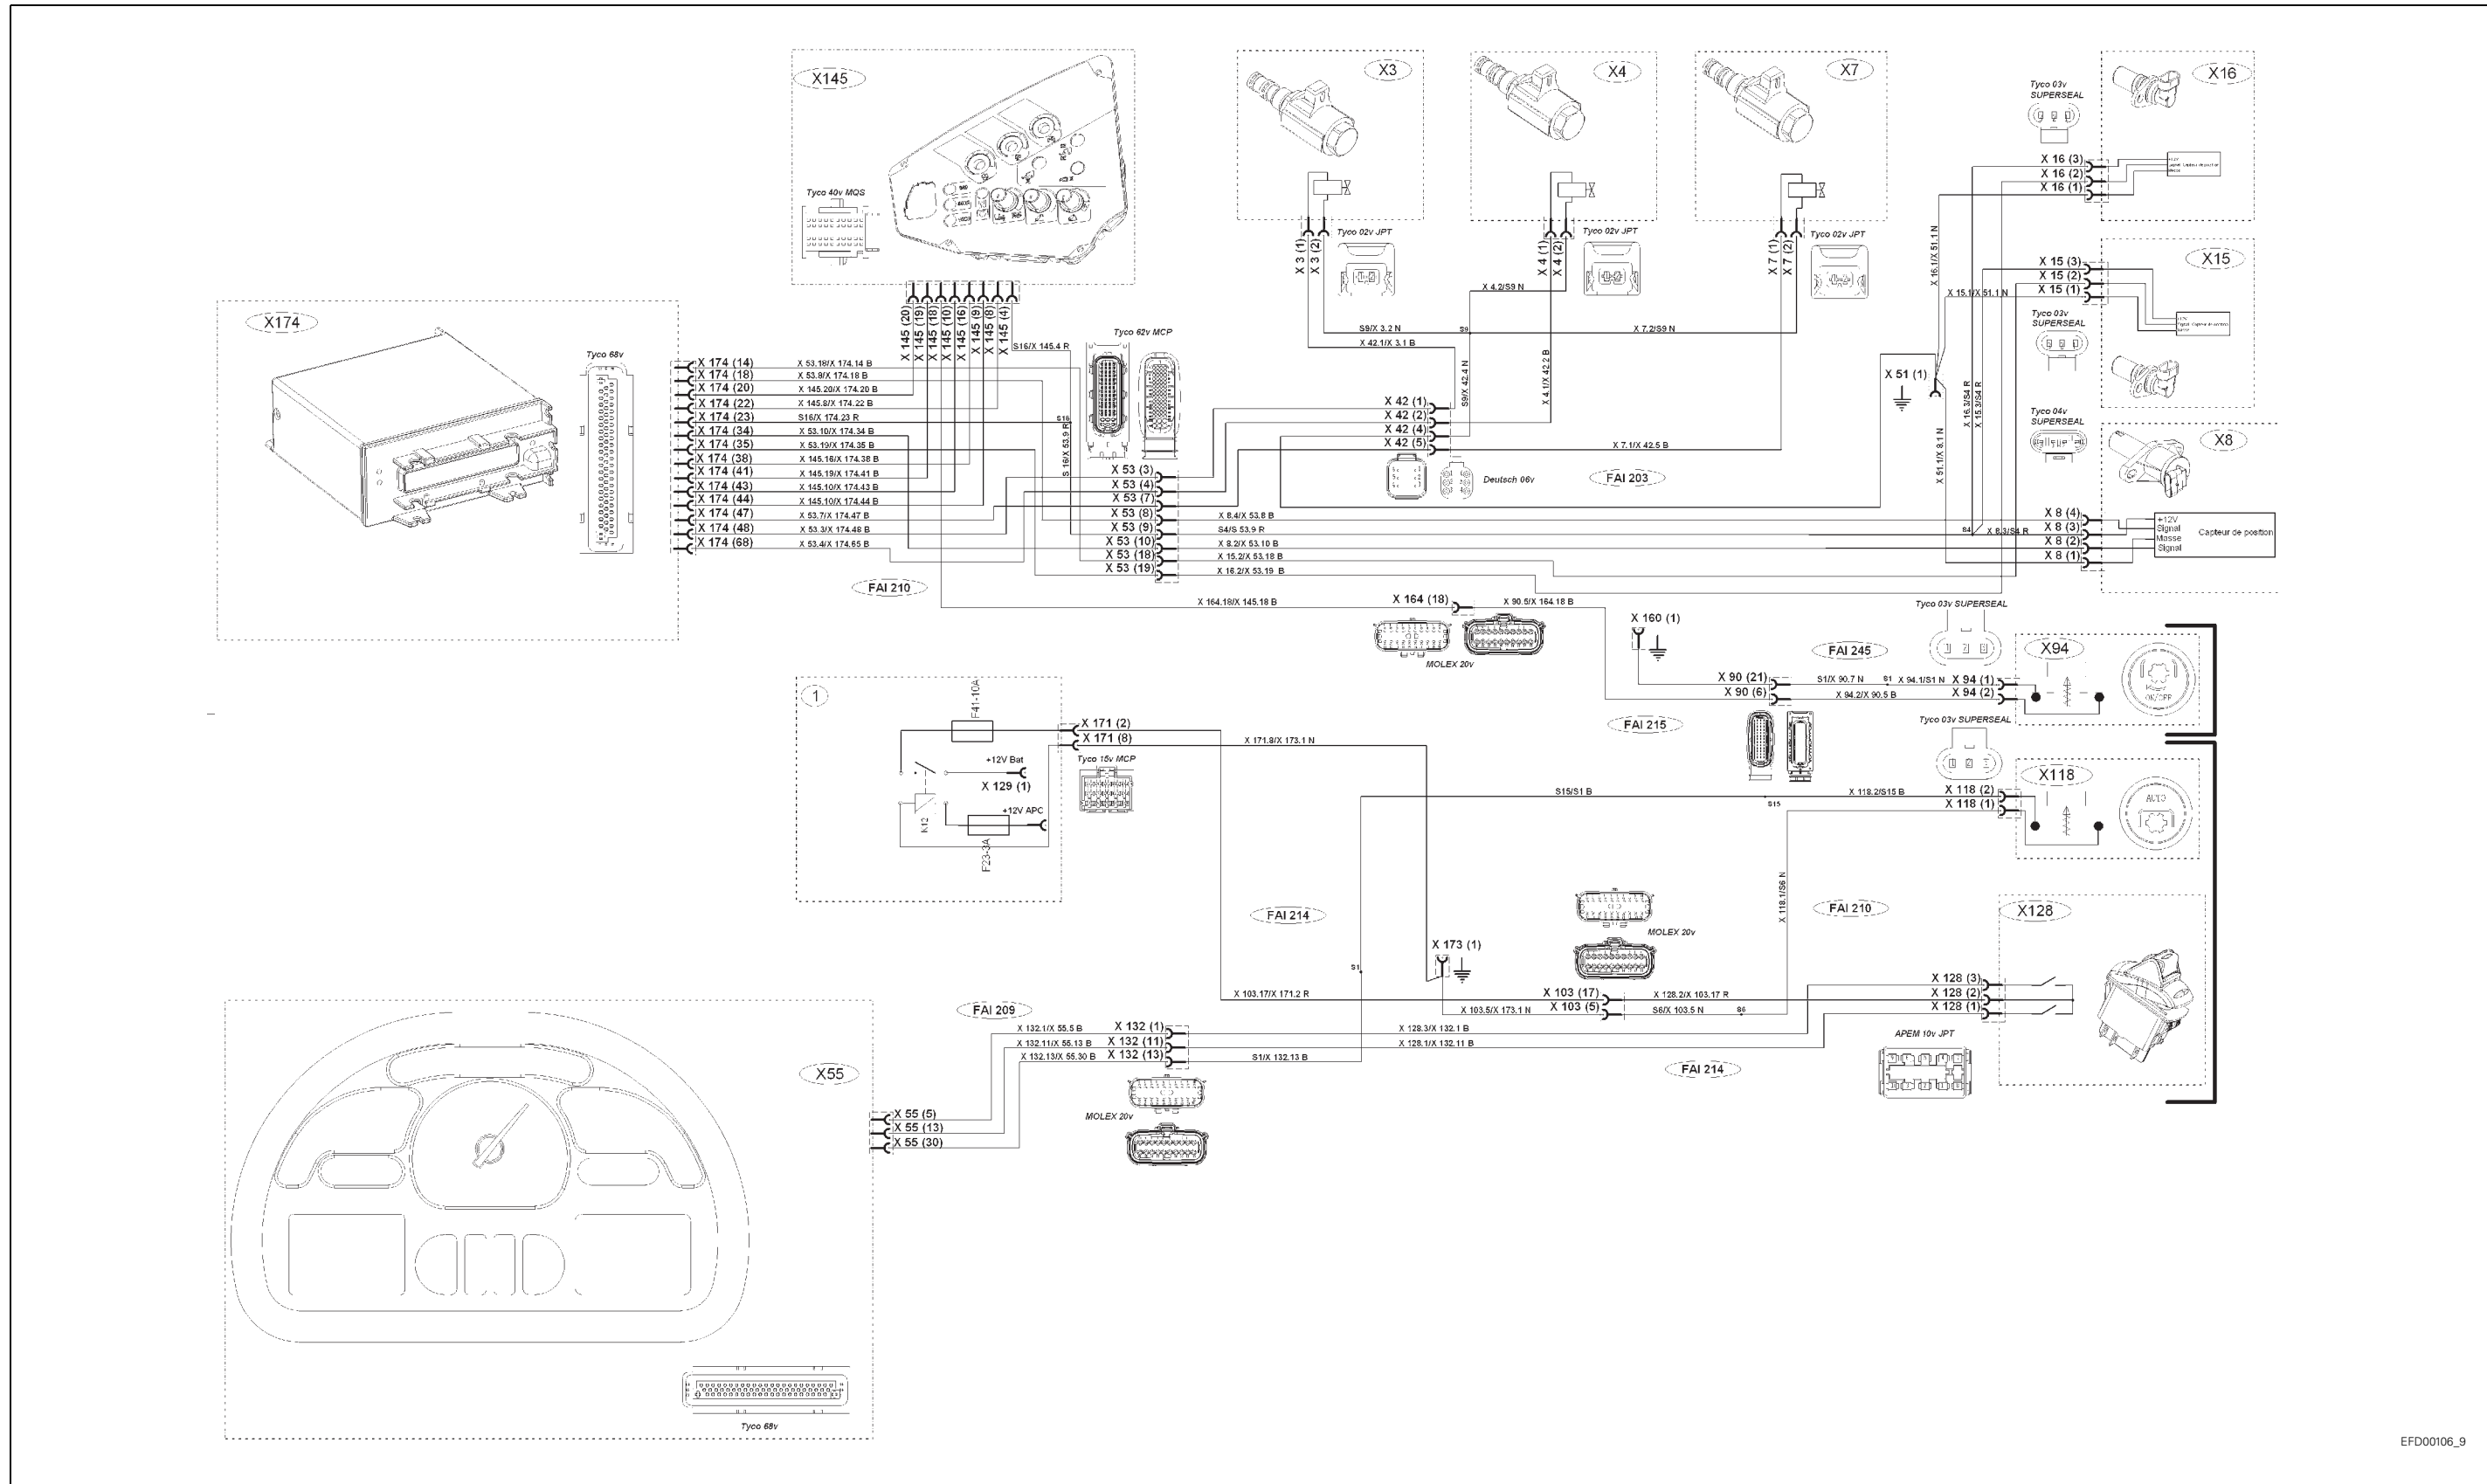 X145
Tyco 40v MQS
X 145 (20)
X 145 (19)
X 145 (18)
X 145 (10)
X 145 (16)
X 145 (9)
X 145 (8)
X 145 (4)
S16/X 145.4 R
X174
Tyco 68v
X 174 (14)
X 174 (18)
X 174 (20)
X 174 (22)
X 174 (23)
X 174 (34)
X 174 (35)
X 174 (38)
X 174 (41)
X 174 (43)
X 174 (44)
X 174 (47)
X 174 (48)
X 174 (68)
X 53.18/X 174.14 B
X 53.8/X 174.18 B
X 145.20/X 174.20 B
X 145.8/X 174.22 B
S16/X 174.23 R
X 53.10/X 174.34 B
X 53.19/X 174.35 B
X 145.16/X 174.38 B
X 145.19/X 174.41 B
X 145.10/X 174.43 B
X 145.10/X 174.44 B
X 53.7/X 174.47 B
X 53.3/X 174.48 B
X 53.4/X 174.65 B
FAI 210
Tyco 62v MCP
S16
S 16/X 53.9 R
X 53 (3)
X 53 (4)
X 53 (7)
X 53 (8)
X 53 (9)
X 53 (10)
X 53 (18)
X 53 (19)
X 8.4/X 53.8 B
S4/S 53.9 R
X 8.2/X 53.10 B
X 15.2/X 53.18 B
X 16.2/X 53.19 B
X3
X 3 (1)
X 3 (2)
Tyco 02v JPT
X4
X 4 (1)
X 4 (2)
Tyco 02v JPT
X7
X 7 (1)
X 7 (2)
Tyco 02v JPT
X 4.2/S9 N
S9/X 3.2 N
S9
X 7.2/S9 N
X 42.1/X 3.1 B
S9/X 42.4 N
X 4.1/X 42.2 B
X 42 (1)
X 42 (2)
X 42 (4)
X 42 (5)
X 7.1/X 42.5 B
Deutsch 06v
FAI 203
X16
Tyco 03v
SUPERSEAL
X 16 (3)
X 16 (2)
X 16 (1)
X 16.1/X 51.1 N
X15
X 15 (3)
X 15 (2)
X 15 (1)
X 15.1/X 51.1 N
Tyco 03v
SUPERSEAL
X 51 (1)
X 16.3/S4 R
X 15.3/S4 R
X 51.1/X 8.1 N
Tyco 04v
SUPERSEAL
X8
X 8 (4)
X 8 (3)
X 8 (2)
X 8 (1)
S4
X 8.3/S4 R
+12V
Signal
Masse
Signal
Capteur de position
X 164.18/X 145.18 B
X 164 (18)
X 90.5/X 164.18 B
MOLEX 20v
X 160 (1)
Tyco 03v SUPERSEAL
FAI 245
X94
X 90 (21)
X 90 (6)
S1/X 90.7 N
S1
X 94.1/S1 N
X 94.2/X 90.5 B
X 94 (1)
X 94 (2)
ON/OFF
FAI 215
Tyco 03v SUPERSEAL
X118
AUTO
1
F41-10A
+12V Bat
X 129 (1)
+12V APC
K12
F23-3A
X 171 (2)
X 171 (8)
Tyco 15v MCP
X 171.8/X 173.1 N
S15/S1 B
S15
X 118.2/S15 B
X 118 (2)
X 118 (1)
X 118.1/S6 N
FAI 214
FAI 210
MOLEX 20v
X128
X 173 (1)
S1
X 103.17/X 171.2 R
X 103.5/X 173.1 N
X 103 (17)
X 103 (5)
X 128.2/X 103.17 R
S6/X 103.5 N
S6
X 128 (3)
X 128 (2)
X 128 (1)
APEM 10v JPT
FAI 209
X 132.1/X 55.5 B
X 132.11/X 55.13 B
X 132.13/X 55.30 B
X 132 (1)
X 132 (11)
X 132 (13)
X 128.3/X 132.1 B
X 128.1/X 132.11 B
S1/X 132.13 B
FAI 214
MOLEX 20v
X55
X 55 (5)
X 55 (13)
X 55 (30)
Tyco 68v
EFD00106_9